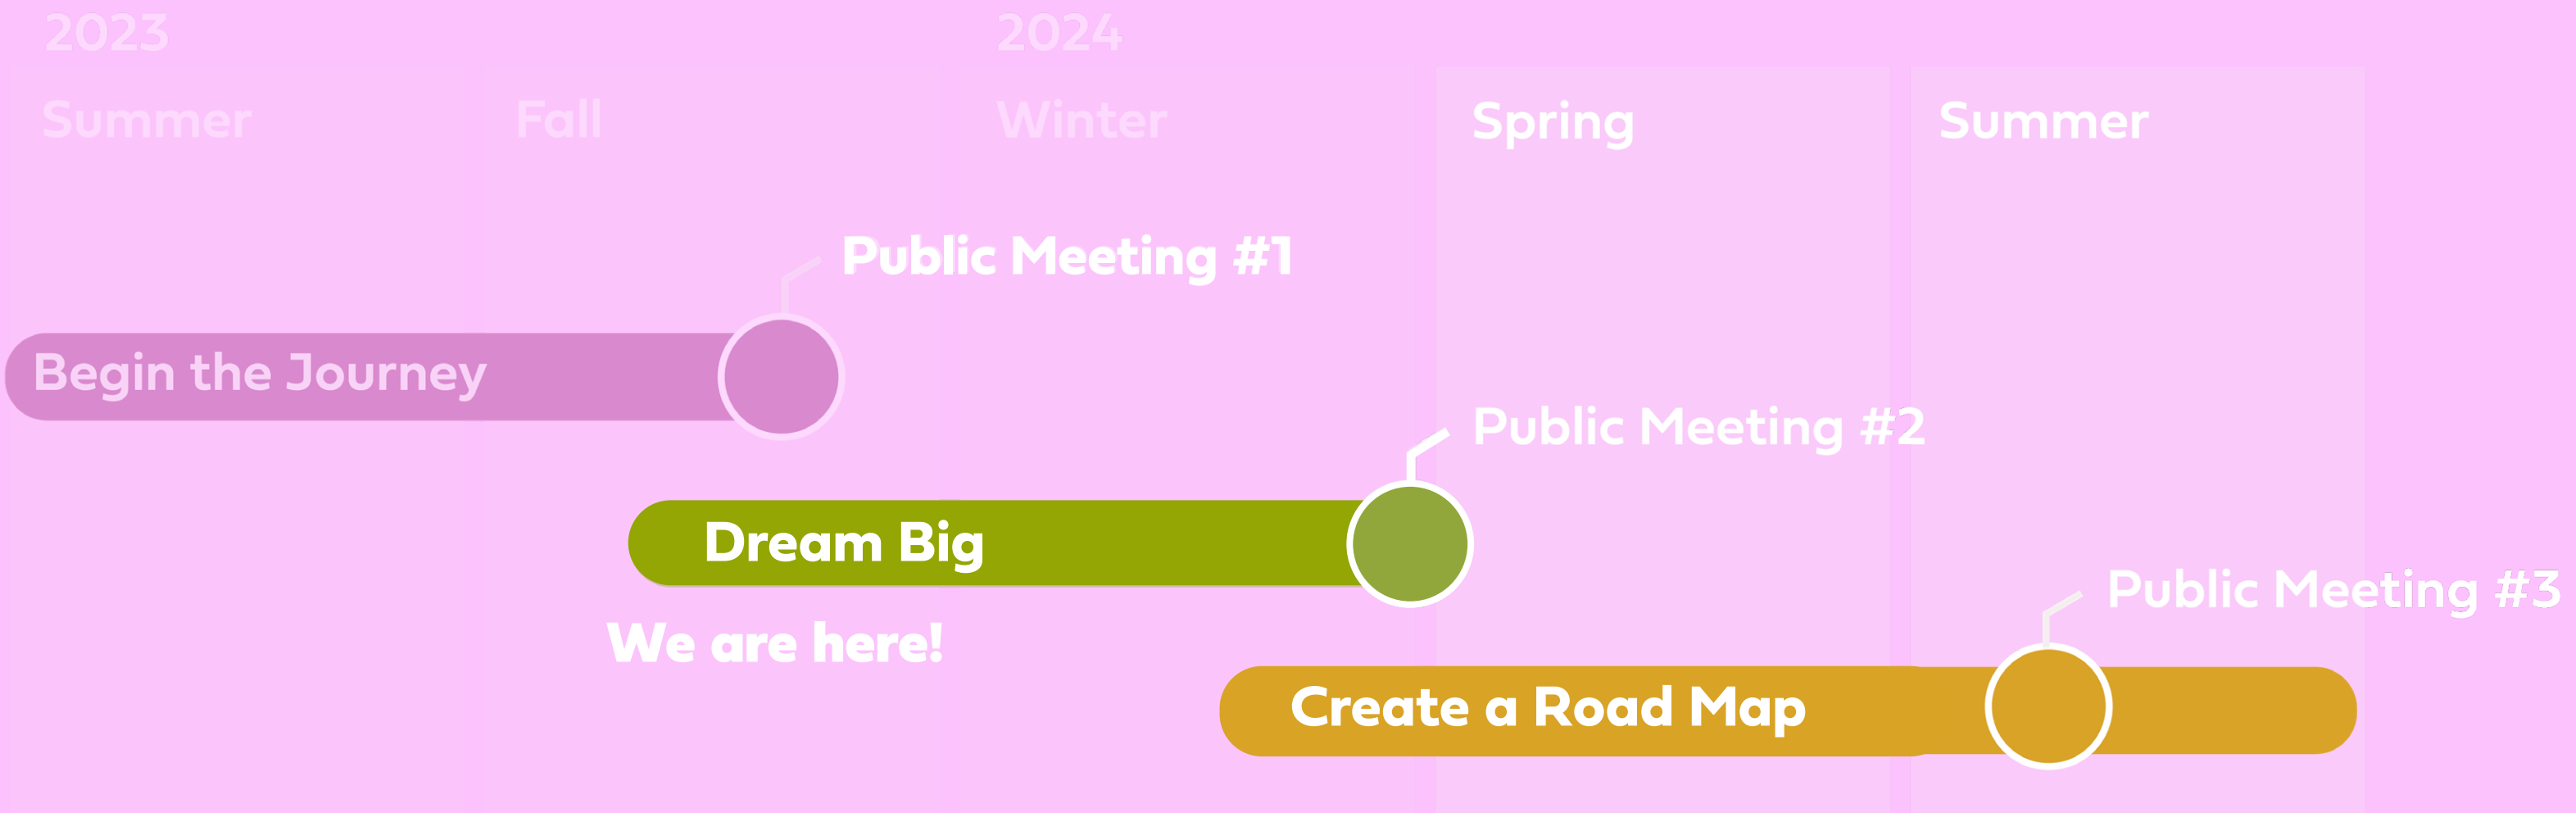 2023 2024
Summer Fall Winter Spring Summer
Public Meeting #1
Begin the Journey
Public Meeting #2
Dream Big
Public Meeting #3
We are here!
Create a Road Map